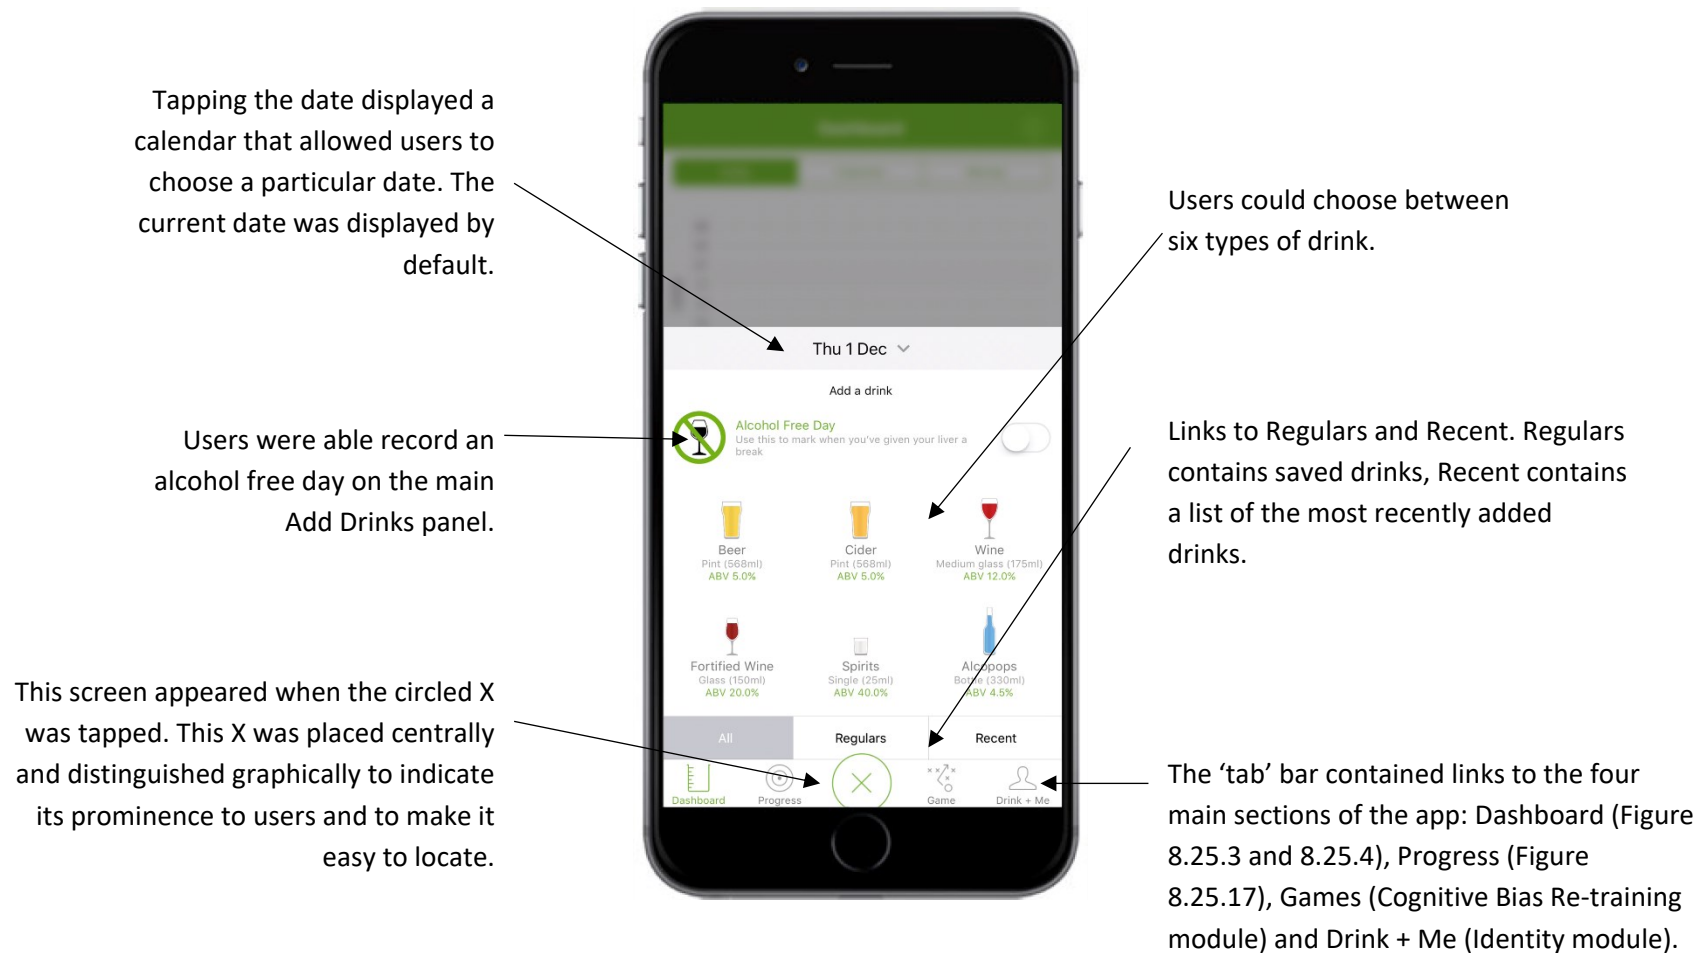 Tapping the date displayed a
calendar that allowed users to
choose a particular date. The
current date was displayed by
default.
Users were able record an
alcohol free day on the main
Add Drinks panel.
This screen appeared when the circled X
was tapped. This X was placed centrally
and distinguished graphically to indicate
its prominence to users and to make it
easy to locate.
Dashboard
Thu 1 Dec
Add a drink
Alcohol Free Day
Use this to mark when you've given your liver a
break
Beer
Pint (568ml)
ABV 5.0%
Cider
Pint (568ml)
ABV 5.0%
Wine
Medium glass (175ml)
ABV 12.0%
Fortified Wine
Glass (150ml)
ABV 20.0%
Spirits
Single (25ml)
ABV 40.0%
Alcopops
Bottle (330ml)
ABV 4.5%
All
Regulars
Recent
Dashboard
Progress
Game
Drink + Me
Users could choose between
six types of drink.
Links to Regulars and Recent. Regulars
contains saved drinks, Recent contains
a list of the most recently added
drinks.
The ‘tab’ bar contained links to the four
main sections of the app: Dashboard (Figure
8.25.3 and 8.25.4), Progress (Figure
8.25.17), Games (Cognitive Bias Re-training
module) and Drink + Me (Identity module).